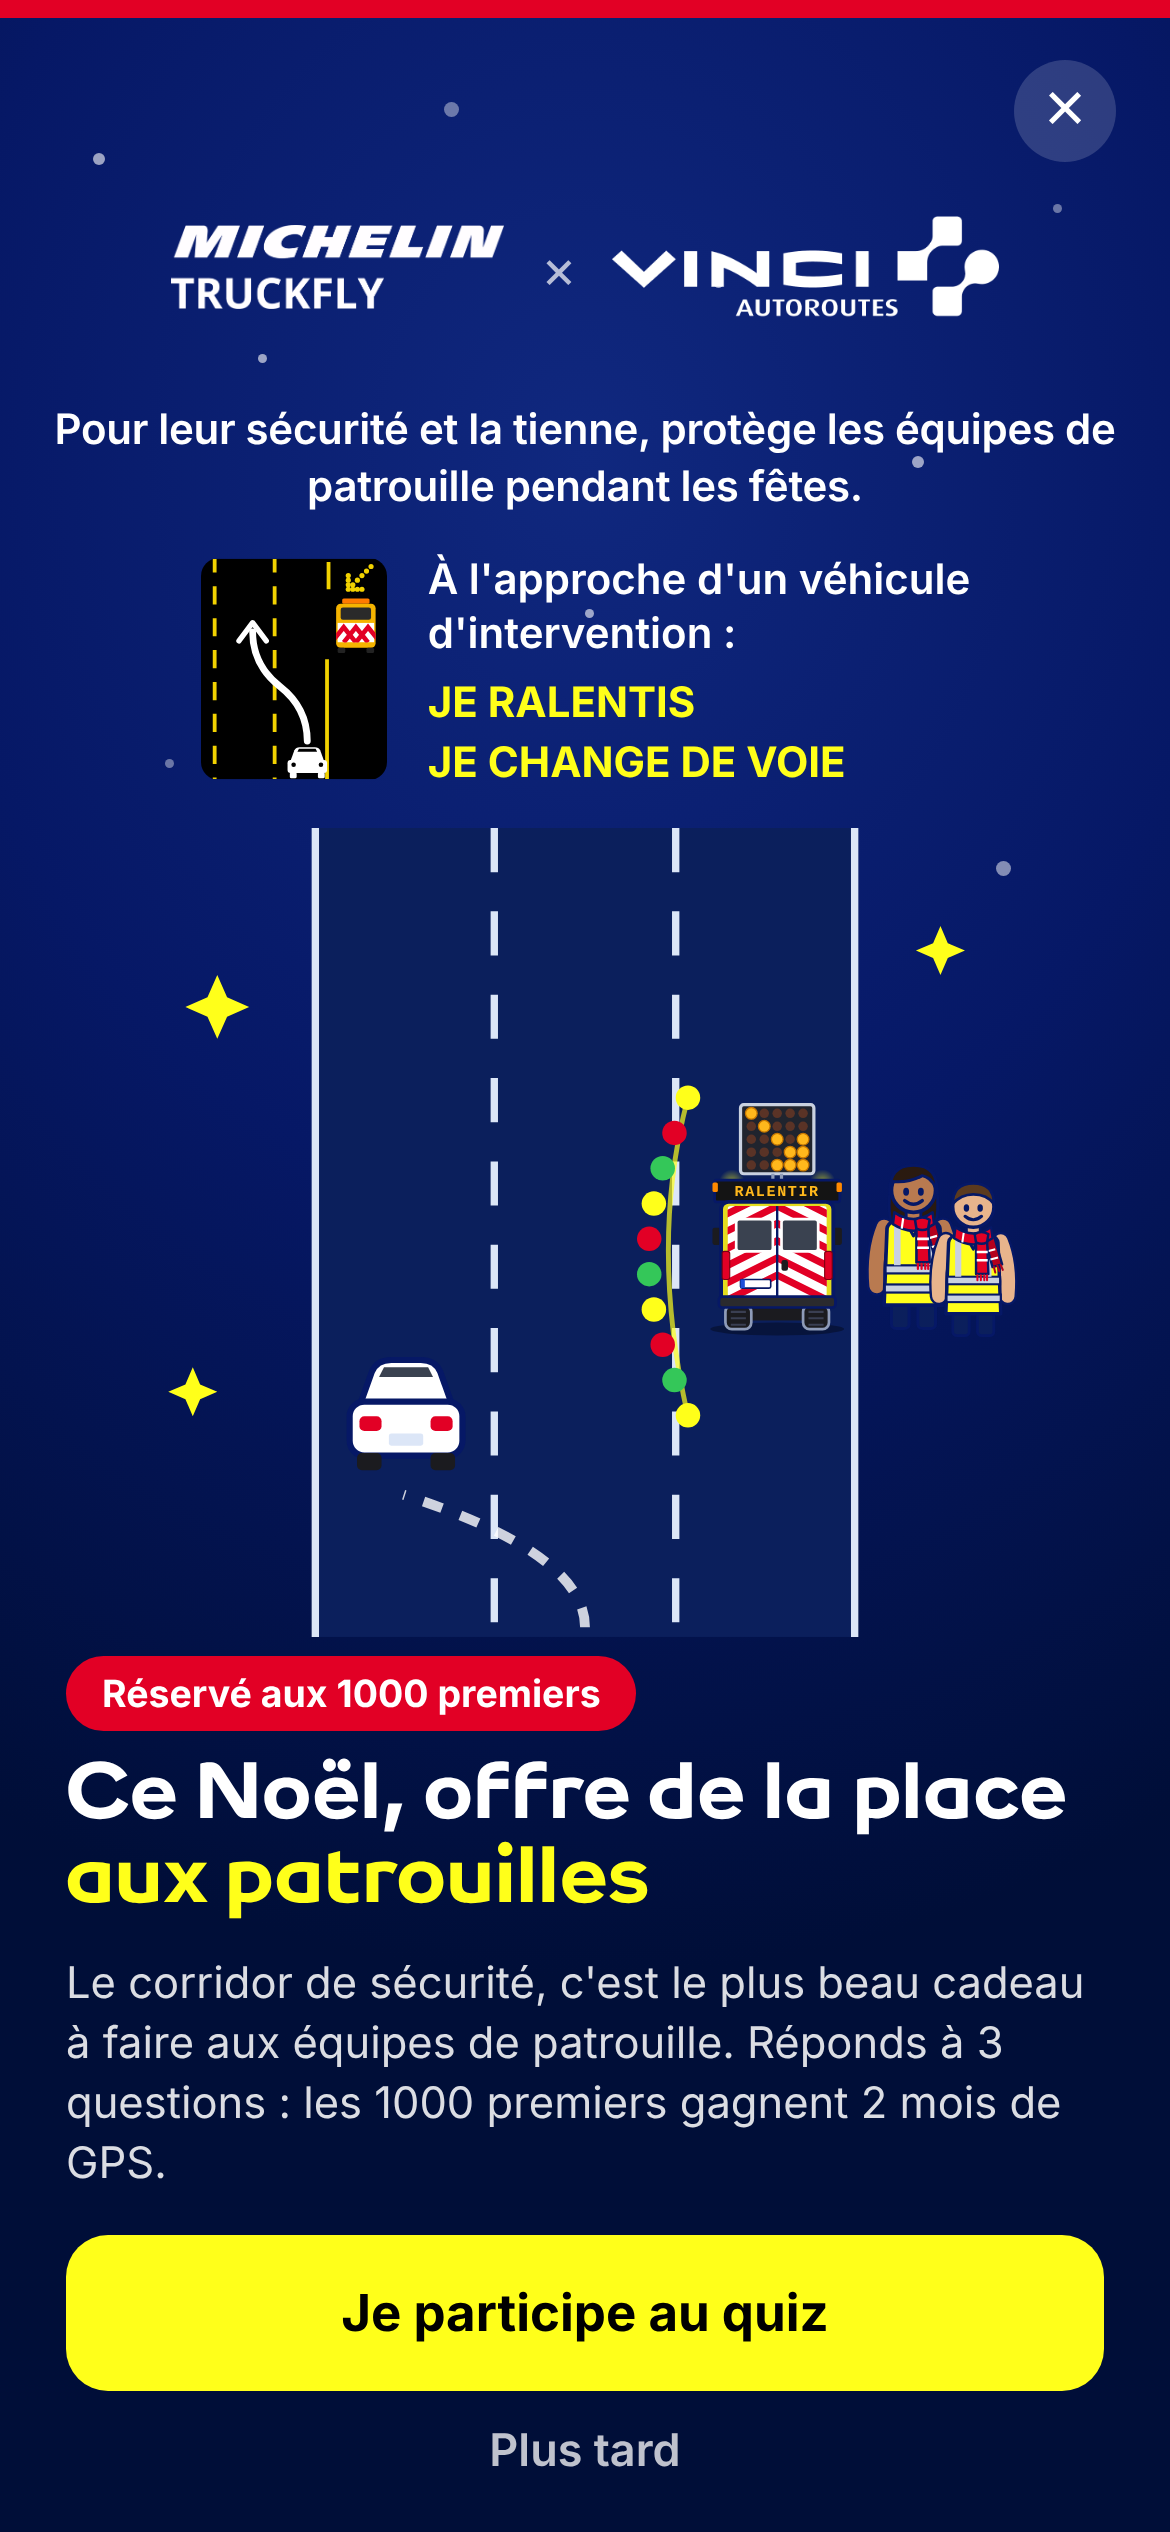 MICHELIN
TRUCKFLY
×
VINCI
AUTOROUTES
Pour leur sécurité et la tienne, protège les équipes de
patrouille pendant les fêtes.
À l'approche d'un véhicule
d'intervention :
JE RALENTIS
JE CHANGE DE VOIE
RALENTIR
Réservé aux 1000 premiers
Ce Noël, offre de la place
aux patrouilles
Le corridor de sécurité, c'est le plus beau cadeau
à faire aux équipes de patrouille. Réponds à 3
questions : les 1000 premiers gagnent 2 mois de
GPS.
Je participe au quiz
Plus tard